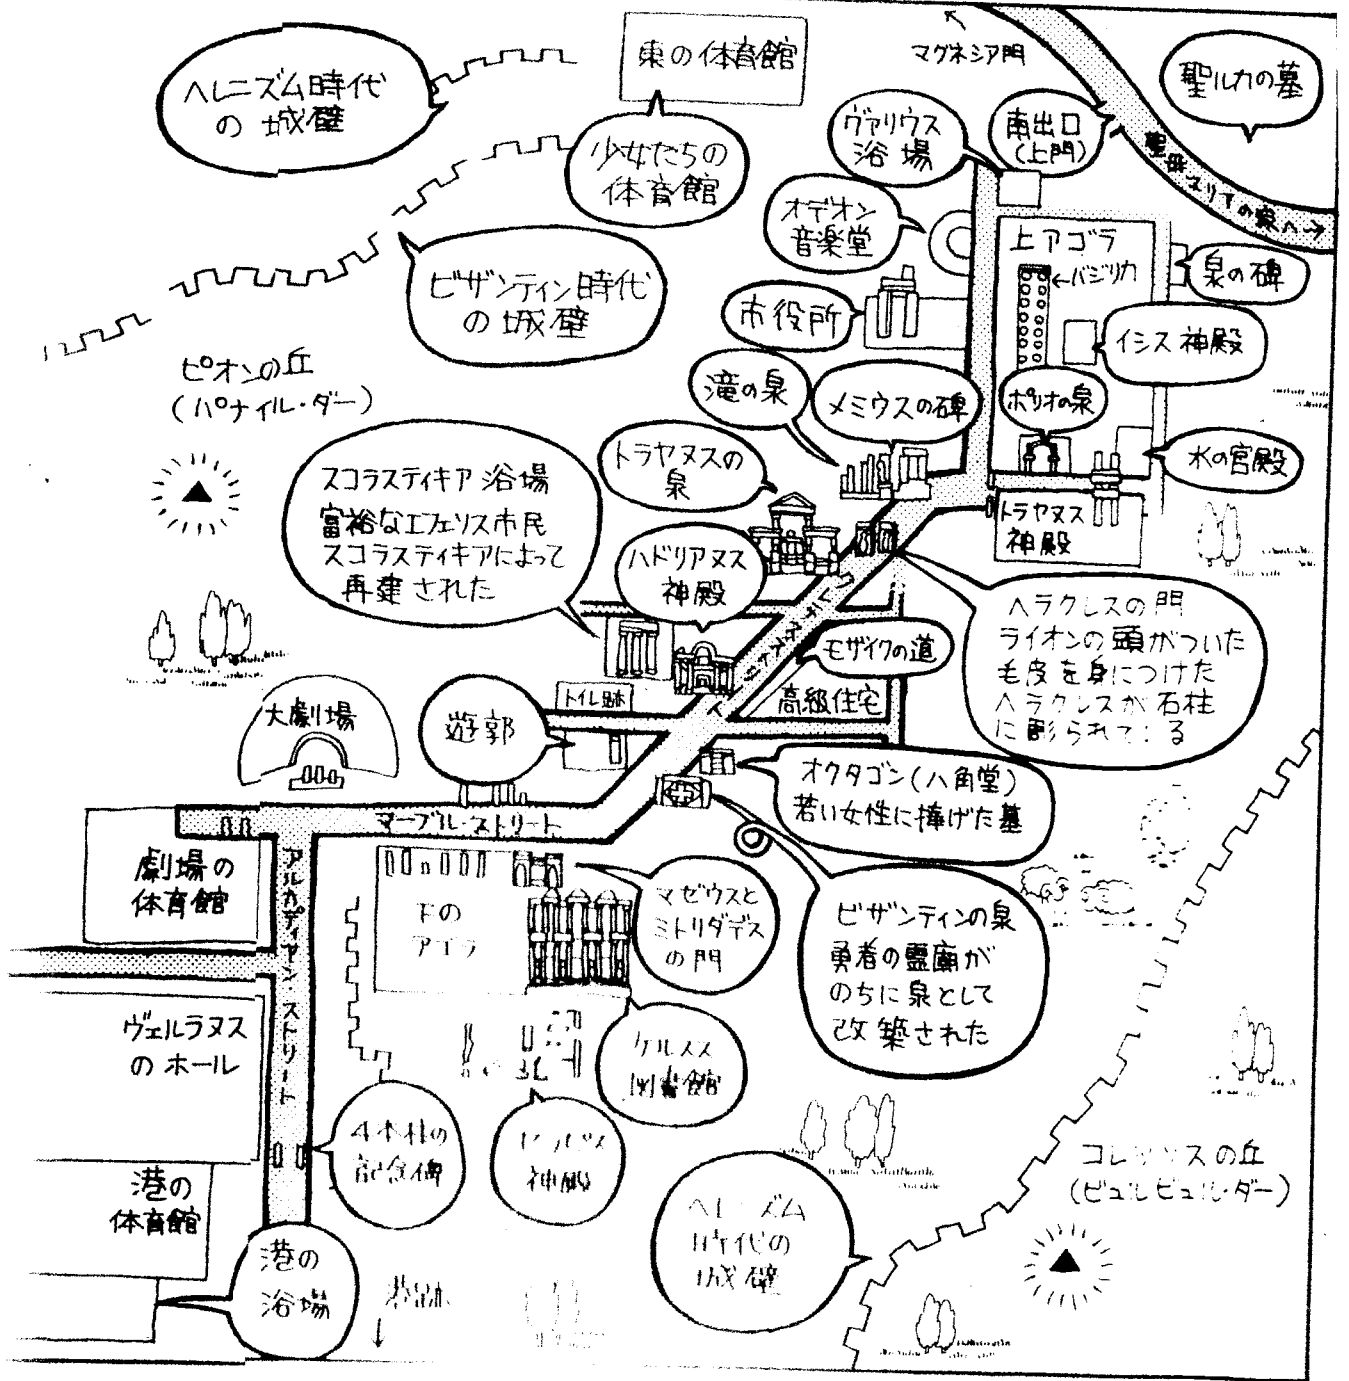 ヘレニズム時代
の城壁
東の体育館
少女たちの
体育館
マグネシア門
聖ルカの墓
ヴァリウス
浴場
南出口
(上門)
聖母マリアの家へ→
オデオン
音楽堂
上アゴラ
←バジリカ
泉の碑
ビザンティン時代
の城壁
市役所
イシス神殿
ピオンの丘
(パナイル・ダー)
滝の泉
メミウスの碑
ポリオの泉
水の宮殿
トラヤヌスの
泉
スコラスティキア浴場
富裕なエフェソス市民
スコラスティキアによって
再建された
ハドリアヌス
神殿
トラヤヌス
神殿
ヘラクレスの門
ライオンの頭がついた
毛皮を身につけた
ヘラクレスが石柱
に彫られている
モザイクの道
高級住宅
トイレ跡
遊郭
大劇場
オクタゴン(八角堂)
若い女性に捧げた墓
マーブル・ストリート
劇場の
体育館
アルカディアン ストリート
下の
アゴラ
マゼウスと
ミトリダデス
の門
ビザンティンの泉
勇者の霊廟が
のちに泉として
改築された
ヴェルラヌス
のホール
ケルスス
図書館
4本柱の
記念碑
セラピス
神殿
港の
体育館
ヘレニズム
時代の
城壁
コレッソスの丘
(ビュルビュル・ダー)
港の
浴場